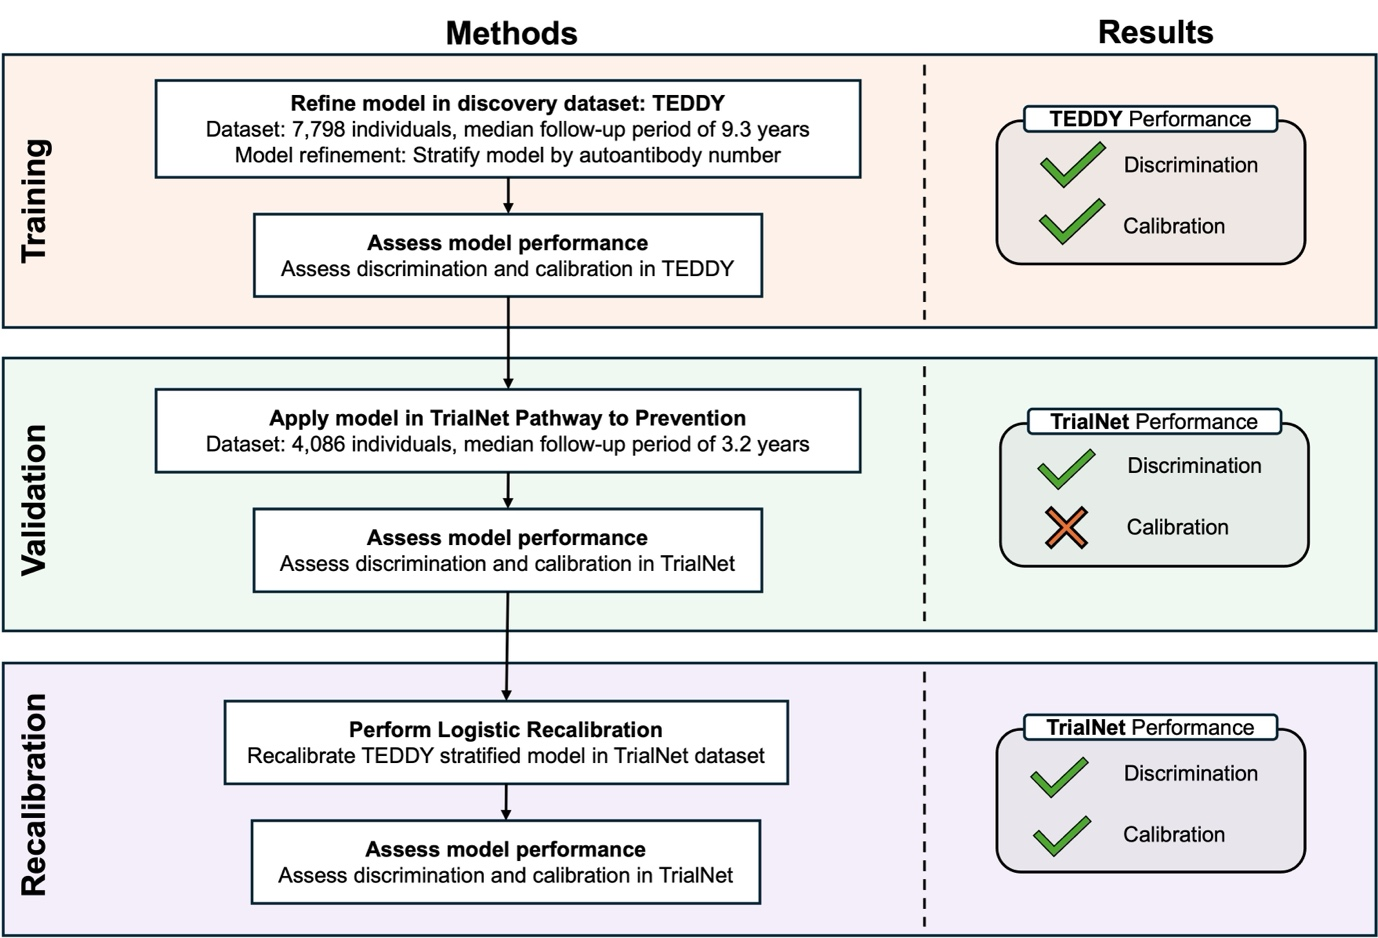 Methods
Results
Training
Refine model in discovery dataset: TEDDY
Dataset: 7,798 individuals, median follow-up period of 9.3 years
Model refinement: Stratify model by autoantibody number
Assess model performance
Assess discrimination and calibration in TEDDY
TEDDY Performance
Discrimination
Calibration
Validation
Apply model in TrialNet Pathway to Prevention
Dataset: 4,086 individuals, median follow-up period of 3.2 years
Assess model performance
Assess discrimination and calibration in TrialNet
TrialNet Performance
Discrimination
Calibration
Recalibration
Perform Logistic Recalibration
Recalibrate TEDDY stratified model in TrialNet dataset
Assess model performance
Assess discrimination and calibration in TrialNet
TrialNet Performance
Discrimination
Calibration